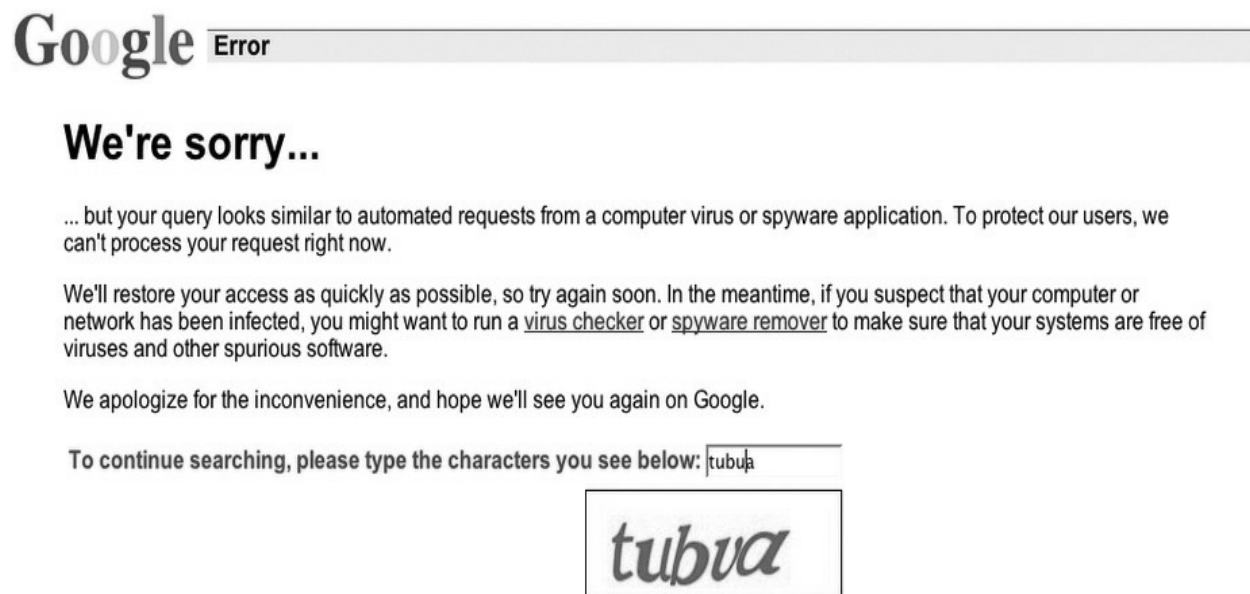 Google Error
We're sorry...
... but your query looks similar to automated requests from a computer virus or spyware application. To protect our users, we
can't process your request right now.
We'll restore your access as quickly as possible, so try again soon. In the meantime, if you suspect that your computer or
network has been infected, you might want to run a virus checker or spyware remover to make sure that your systems are free of
viruses and other spurious software.
We apologize for the inconvenience, and hope we'll see you again on Google.
To continue searching, please type the characters you see below: tubua
tubva